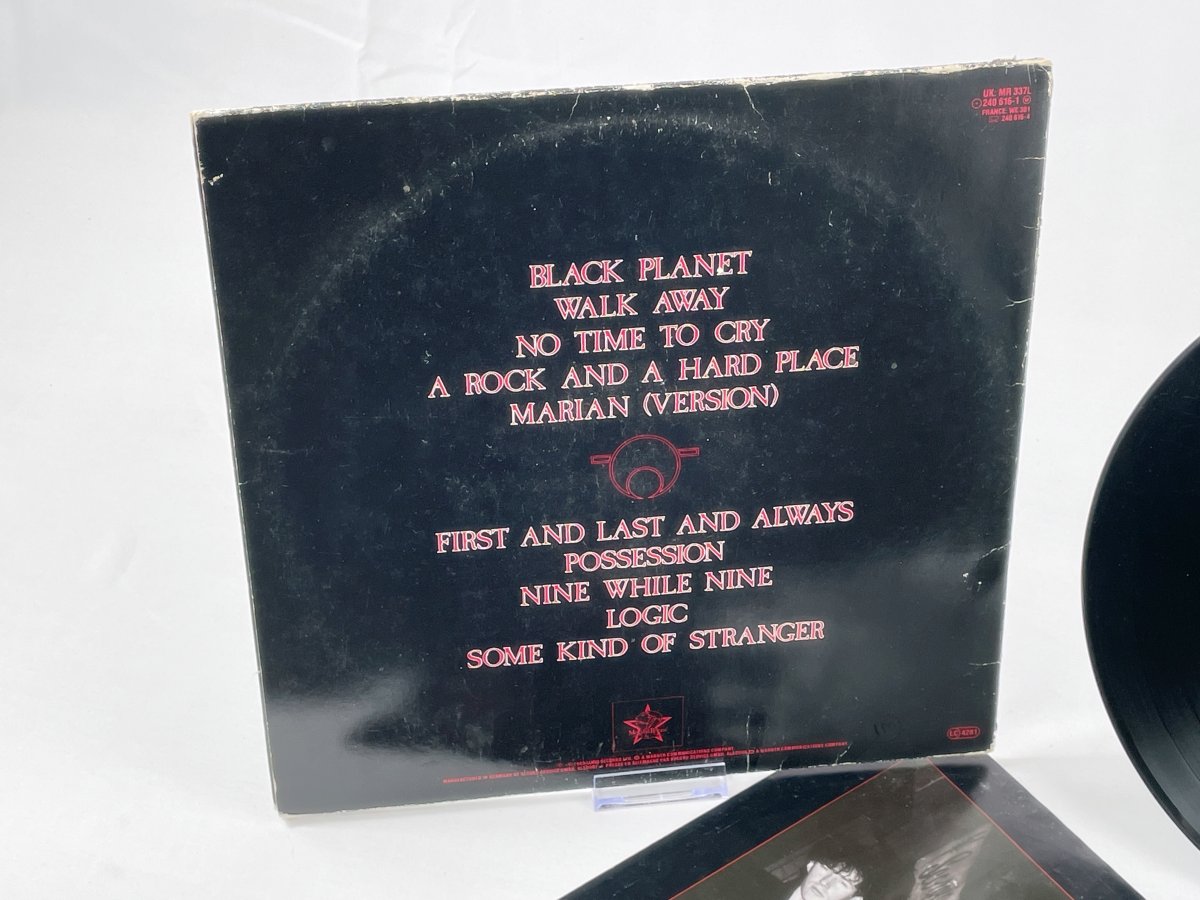 UK: MR 337L
240 616-1
FRANCE: WE 381
240 616-4
BLACK PLANET
WALK AWAY
NO TIME TO CRY
A ROCK AND A HARD PLACE
MARIAN (VERSION)
FIRST AND LAST AND ALWAYS
POSSESSION
NINE WHILE NINE
LOGIC
SOME KIND OF STRANGER
LC 4281